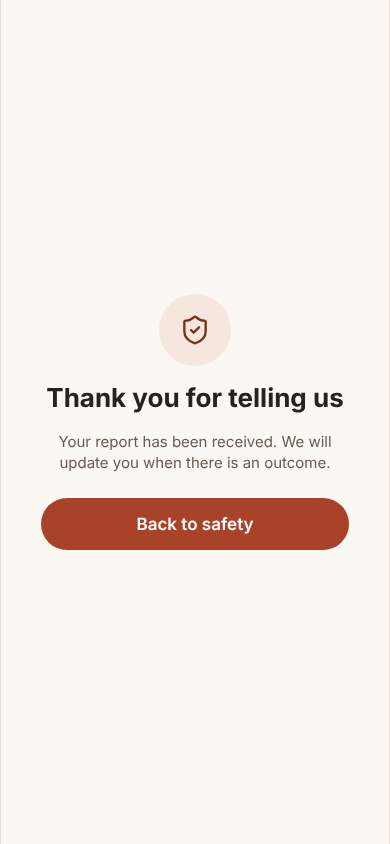 Thank you for telling us
Your report has been received. We will
update you when there is an outcome.
Back to safety